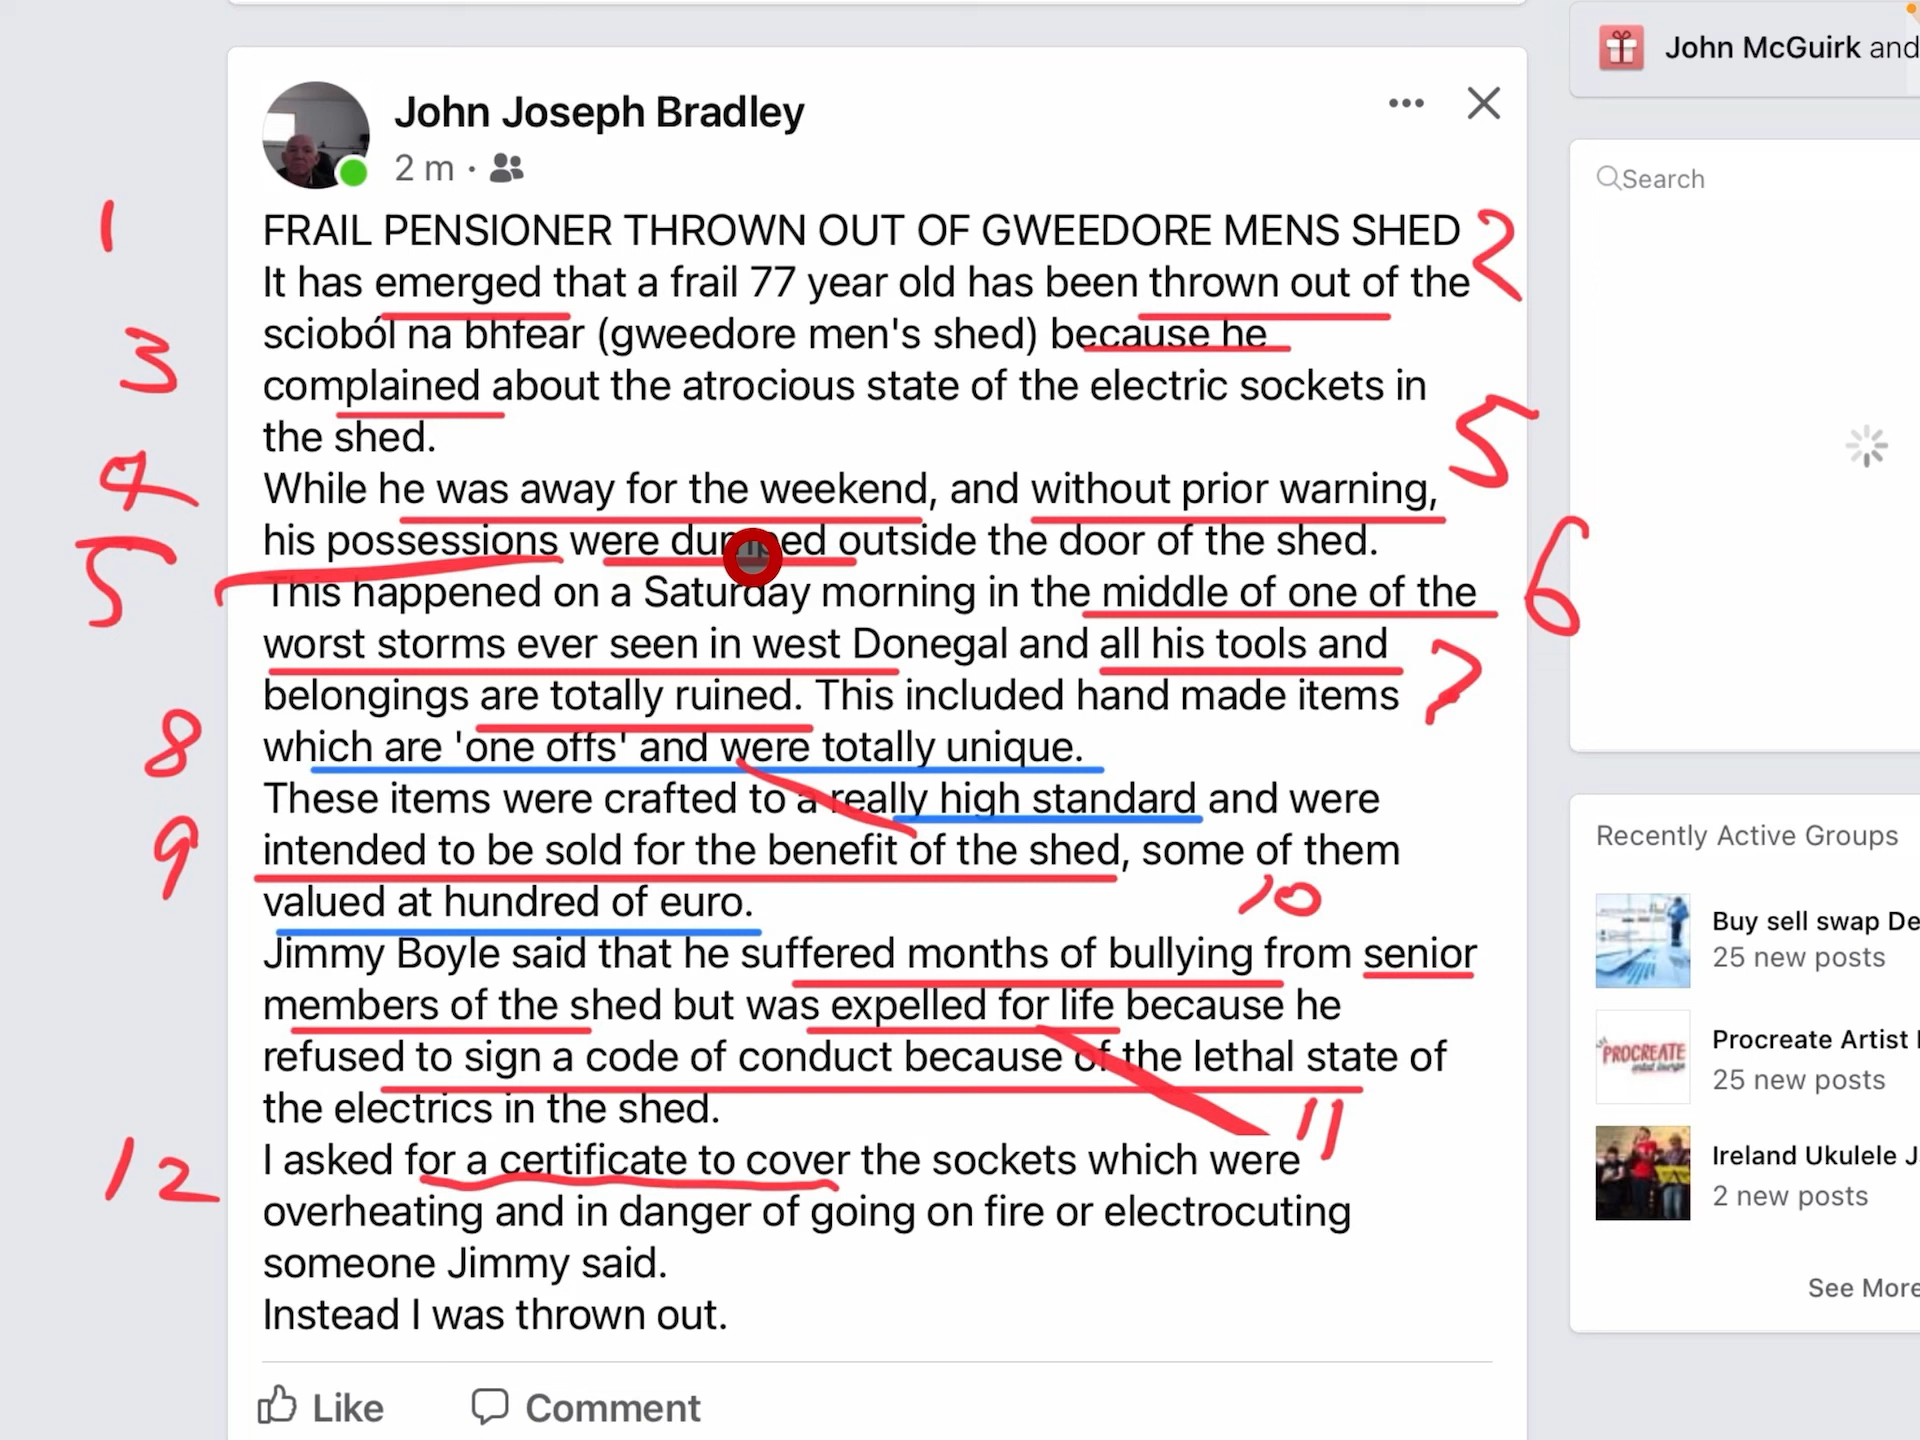 John McGuirk and
John Joseph Bradley
2 m ·
Search
1
FRAIL PENSIONER THROWN OUT OF GWEEDORE MENS SHED
2
It has emerged that a frail 77 year old has been thrown out of the
scioból na bhfear (gweedore men's shed) because he
3
complained about the atrocious state of the electric sockets in
the shed.
5
4
While he was away for the weekend, and without prior warning,
his possessions were dumped outside the door of the shed.
5
This happened on a Saturday morning in the middle of one of the
6
worst storms ever seen in west Donegal and all his tools and
belongings are totally ruined. This included hand made items
7
8
which are 'one offs' and were totally unique.
These items were crafted to a really high standard and were
9
intended to be sold for the benefit of the shed, some of them
valued at hundred of euro.
10
Jimmy Boyle said that he suffered months of bullying from senior
members of the shed but was expelled for life because he
refused to sign a code of conduct because of the lethal state of
the electrics in the shed.
11
12
I asked for a certificate to cover the sockets which were
overheating and in danger of going on fire or electrocuting
someone Jimmy said.
Instead I was thrown out.
Like
Comment
Recently Active Groups
Buy sell swap De
25 new posts
PROCREATE
Procreate Artist
25 new posts
Ireland Ukulele J
2 new posts
See More